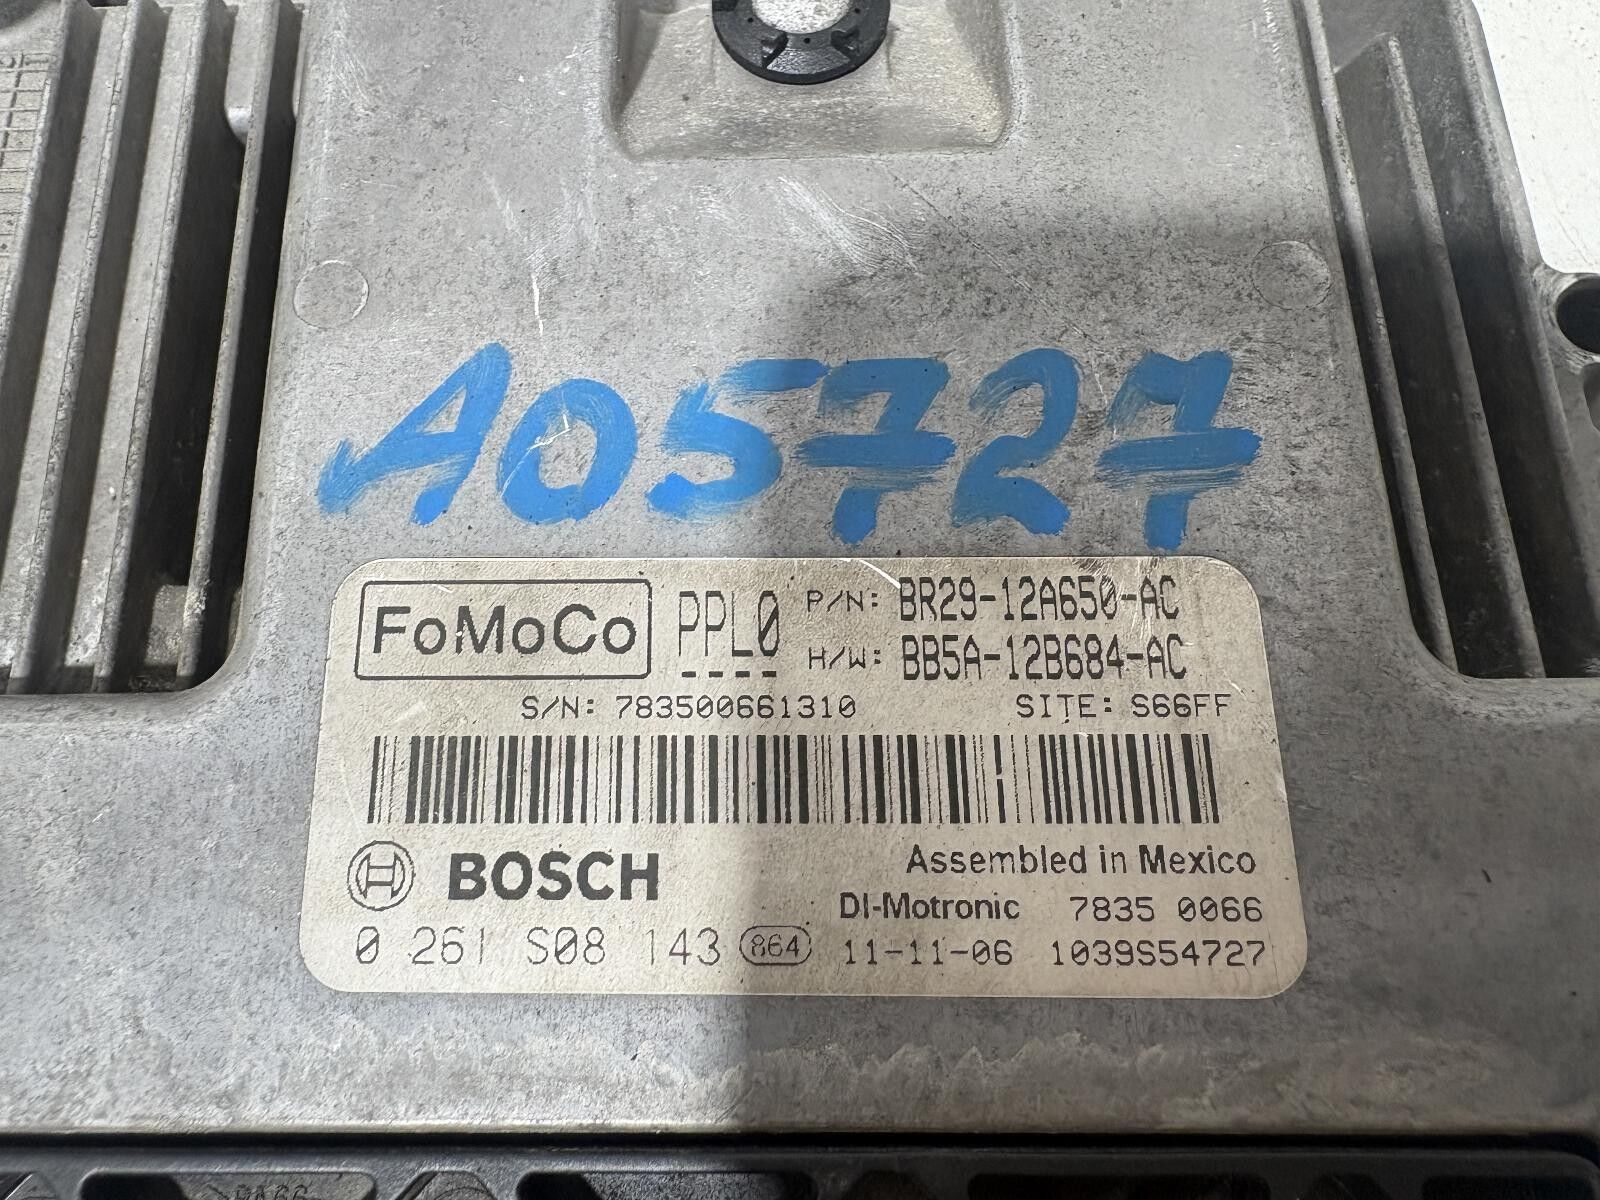 A05727
FoMoCo PPL0 P/N: BR29-12A650-AC
H/W: BB5A-12B684-AC
S/N: 783500661310 SITE: S66FF
BOSCH Assembled in Mexico
DI-Motronic 7835 0066
0 261 S08 143 864 11-11-06 1039S54727